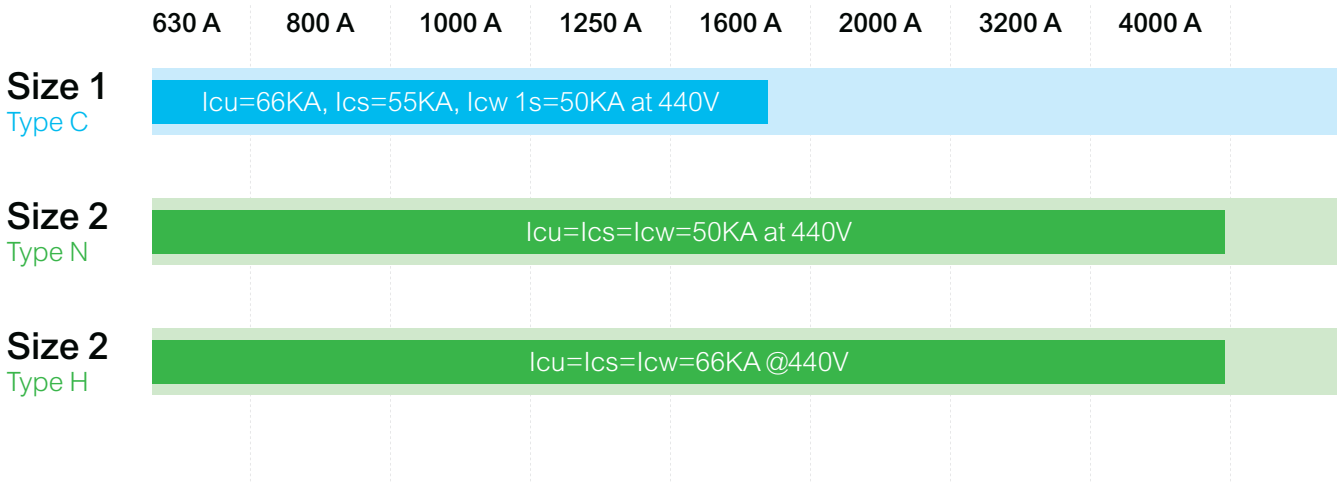 630 A 800 A 1000 A 1250 A 1600 A 2000 A 3200 A 4000 A
Size 1
Type C
Icu=66KA, Ics=55KA, Icw 1s=50KA at 440V
Size 2
Type N
Icu=Ics=Icw=50KA at 440V
Size 2
Type H
Icu=Ics=Icw=66KA @440V